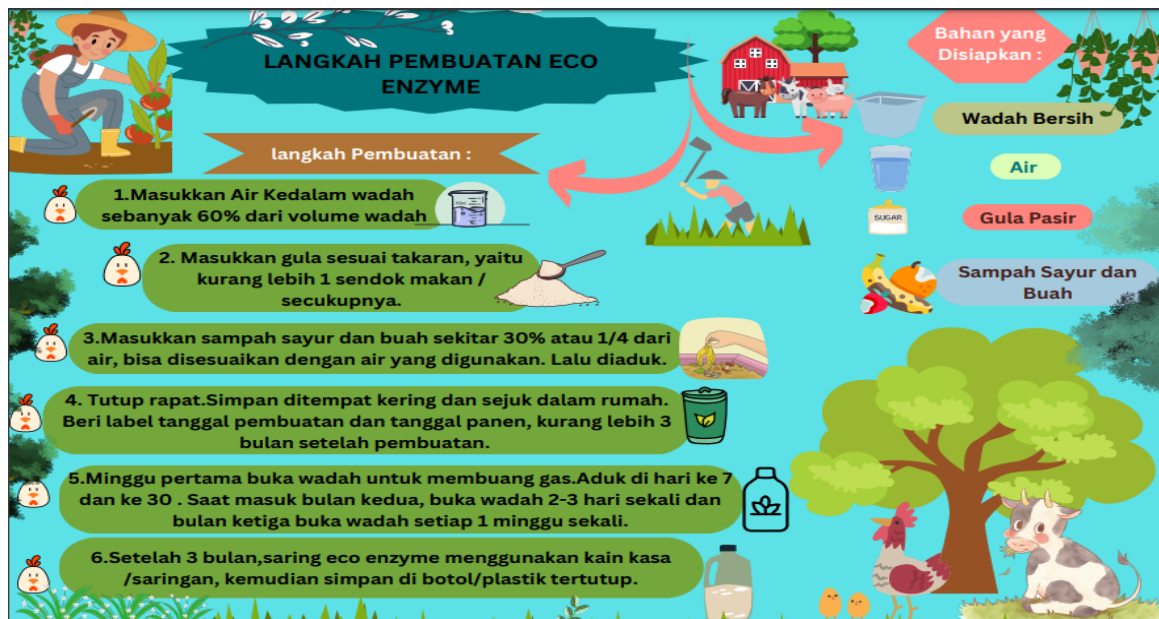 LANGKAH PEMBUATAN ECO
ENZYME
langkah Pembuatan :
1.Masukkan Air Kedalam wadah
sebanyak 60% dari volume wadah
2. Masukkan gula sesuai takaran, yaitu
kurang lebih 1 sendok makan /
secukupnya.
3.Masukkan sampah sayur dan buah sekitar 30% atau 1/4 dari
air, bisa disesuaikan dengan air yang digunakan. Lalu diaduk.
4. Tutup rapat.Simpan ditempat kering dan sejuk dalam rumah.
Beri label tanggal pembuatan dan tanggal panen, kurang lebih 3
bulan setelah pembuatan.
5.Minggu pertama buka wadah untuk membuang gas.Aduk di hari ke 7
dan ke 30 . Saat masuk bulan kedua, buka wadah 2-3 hari sekali dan
bulan ketiga buka wadah setiap 1 minggu sekali.
6.Setelah 3 bulan,saring eco enzyme menggunakan kain kasa
/saringan, kemudian simpan di botol/plastik tertutup.
Bahan yang
Disiapkan :
Wadah Bersih
Air
SUGAR
Gula Pasir
Sampah Sayur dan
Buah